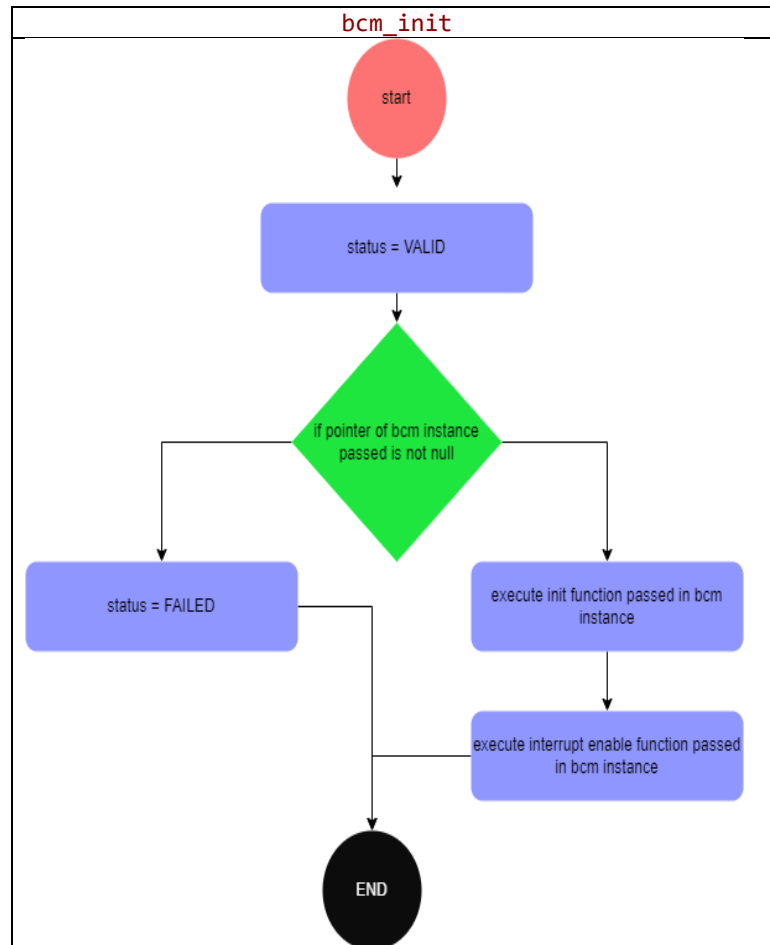 bcm_init
start
status = VALID
if pointer of bcm instance
passed is not null
status = FAILED
execute init function passed in bcm
instance
execute interrupt enable function passed
in bcm instance
END